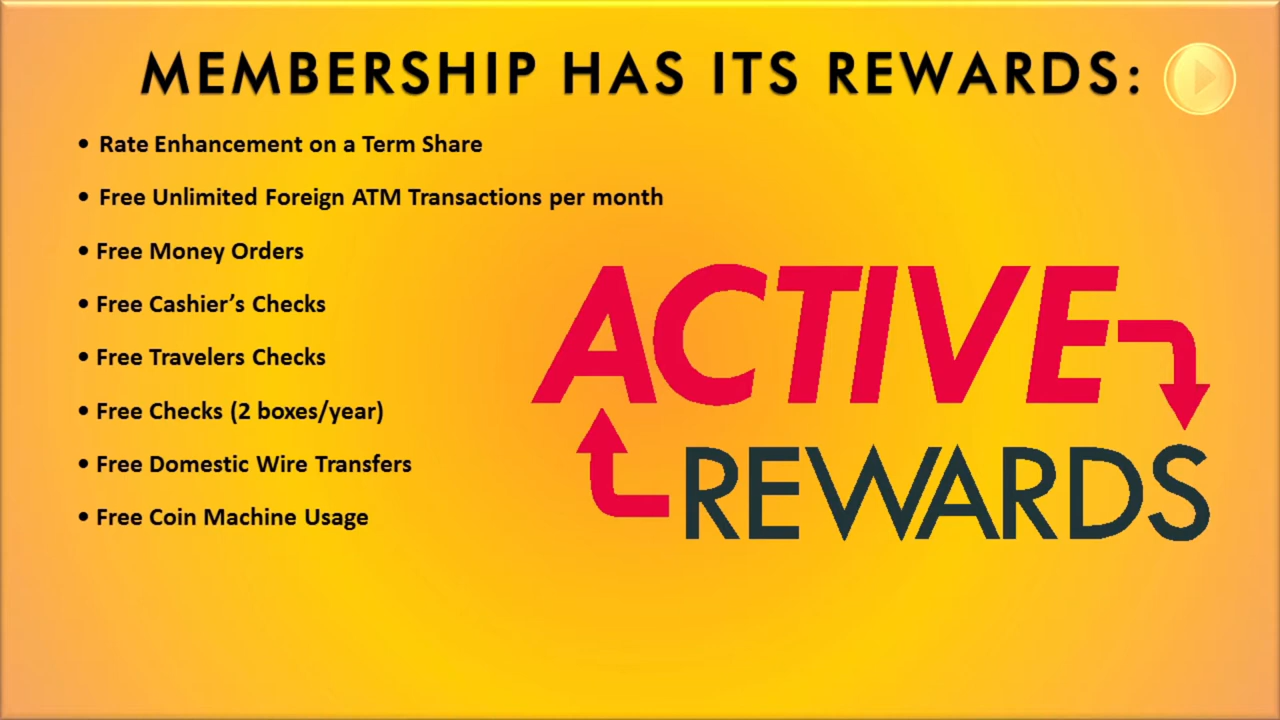 MEMBERSHIP HAS ITS REWARDS:
• Rate Enhancement on a Term Share
• Free Unlimited Foreign ATM Transactions per month
• Free Money Orders
• Free Cashier’s Checks
• Free Travelers Checks
• Free Checks (2 boxes/year)
• Free Domestic Wire Transfers
• Free Coin Machine Usage
ACTIVE
REWARDS